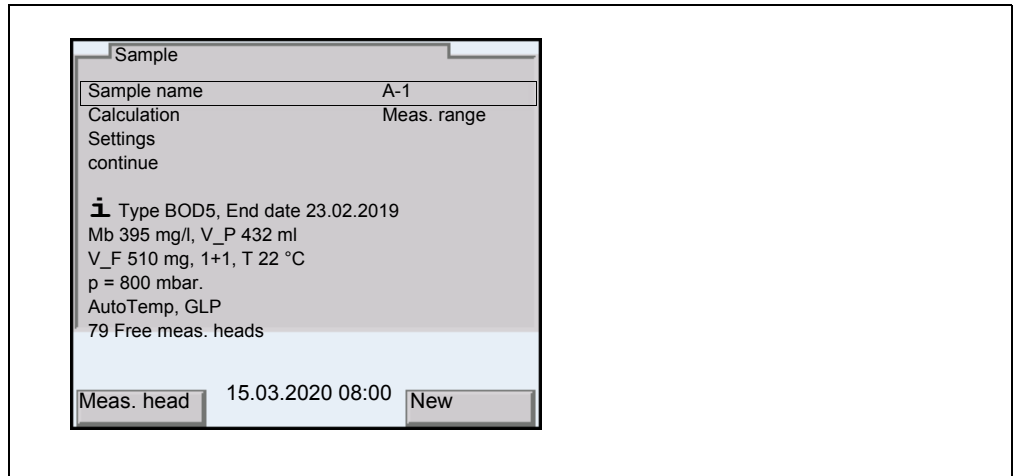 Sample
Sample name A-1
Calculation Meas. range
Settings
continue
i Type BOD5, End date 23.02.2019
Mb 395 mg/l, V_P 432 ml
V_F 510 mg, 1+1, T 22 °C
p = 800 mbar.
AutoTemp, GLP
79 Free meas. heads
Meas. head 15.03.2020 08:00 New